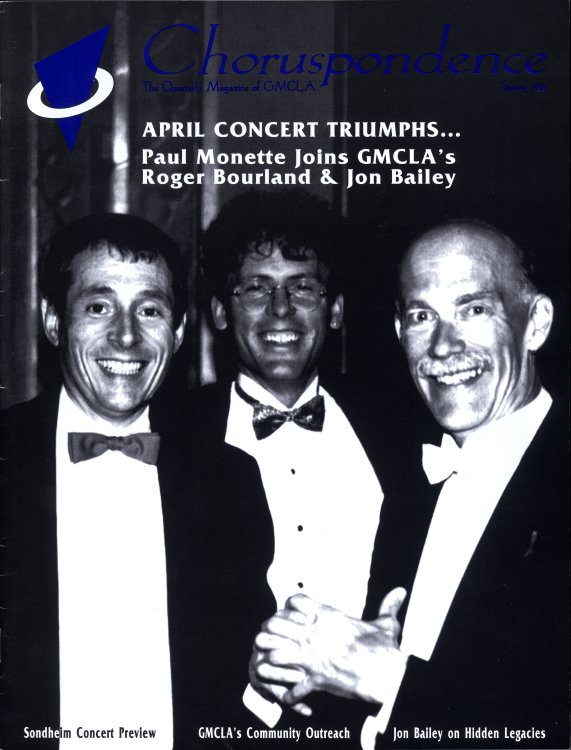 Choruspondence
The Quarterly Magazine of GMCLA
Spring
APRIL CONCERT TRIUMPHS...
Paul Monette Joins GMCLA's
Roger Bourland & Jon Bailey
Sondheim Concert Preview
GMCLA's Community Outreach
Jon Bailey on Hidden Legacies